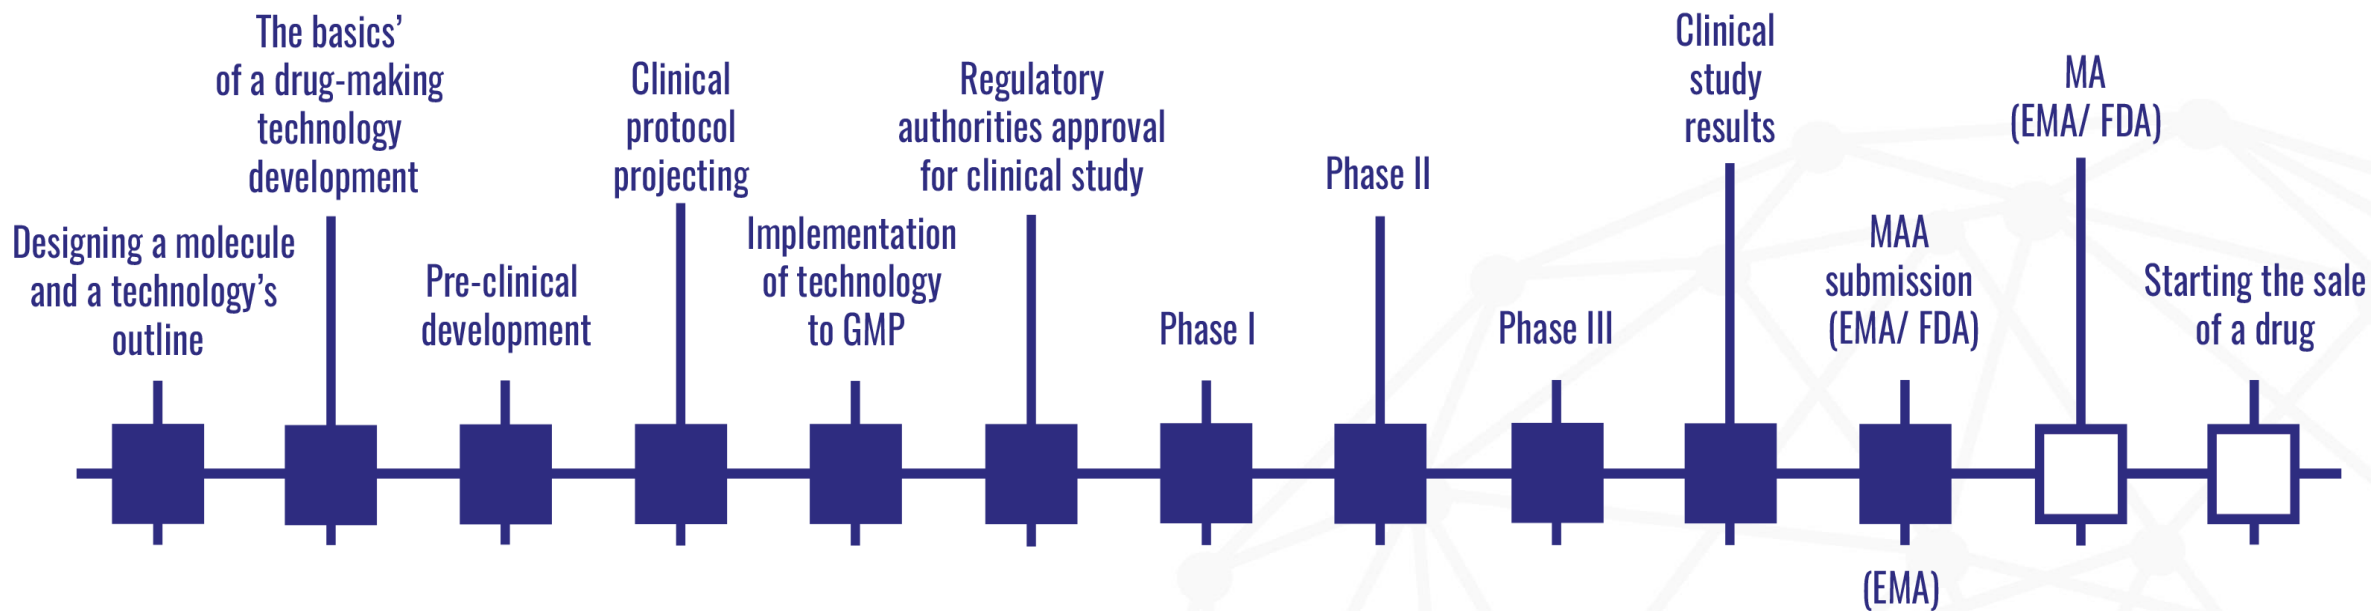 Designing a molecule
and a technology’s
outline
The basics’
of a drug-making
technology
development
Pre-clinical
development
Clinical
protocol
projecting
Implementation
of technology
to GMP
Regulatory
authorities approval
for clinical study
Phase I
Phase II
Phase III
Clinical
study
results
MAA
submission
(EMA/ FDA)
(EMA)
MA
(EMA/ FDA)
Starting the sale
of a drug